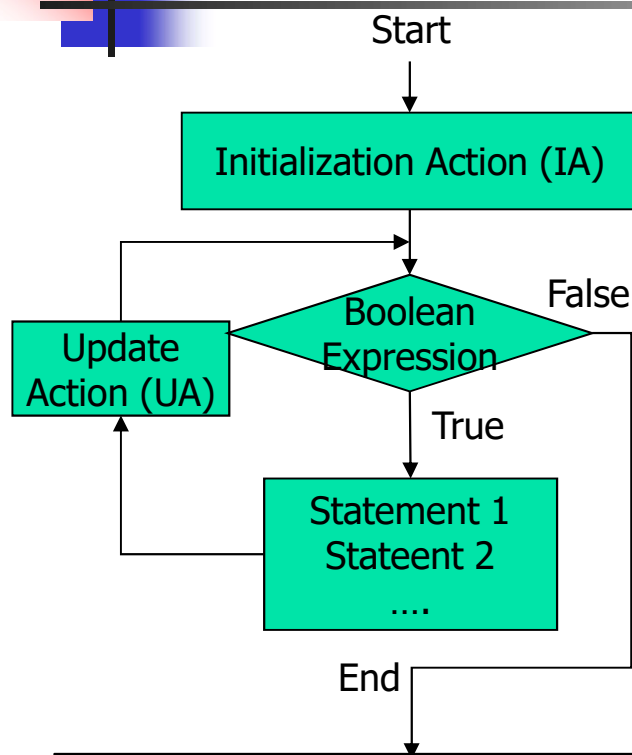 Start
Initialization Action (IA)
False
Boolean
Expression
Update
Action (UA)
True
Statement 1
Stateent 2
....
End